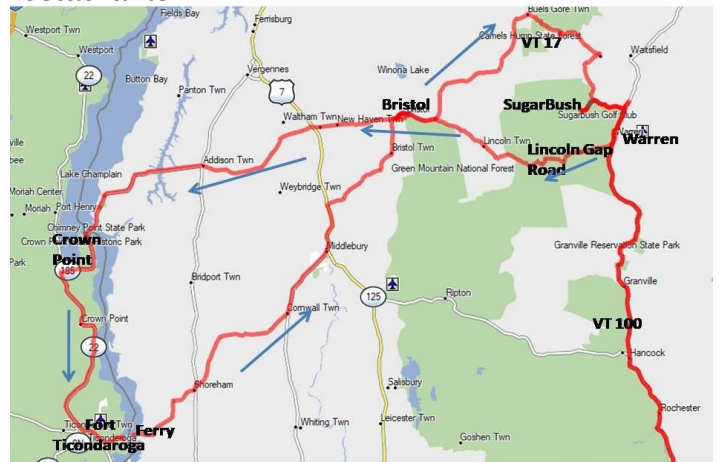 Fields Bay
Ferrisburg
Buels Gore Twn
Westport Twn
Westport
Camels Hump State Forest
VT 17
Waitsfield
22
Button Bay
Vergennes
Winona Lake
Panton Twn
7
Bristol
SugarBush
Sugarbush Golf Club
Waltham Twn
New Haven Twn
Warren
Lincoln Twn
Lincoln Gap
Road
Bristol Twn
Addison Twn
Green Mountain National Forest
Lake Champlain
Weybridge Twn
Moriah Center
Moriah
Port Henry
Chimney Point State Park
Crown
Point
185
Park
Middlebury
Granville Reservation State Park
Bridport Twn
Granville
125
Ripton
Cornwall Twn
Crown Point
VT 100
22
Hancock
Shoreham
Salisbury
Rochester
Whiting Twn
Leicester Twn
Goshen Twn
Fort
Ticondaroga
Ferry